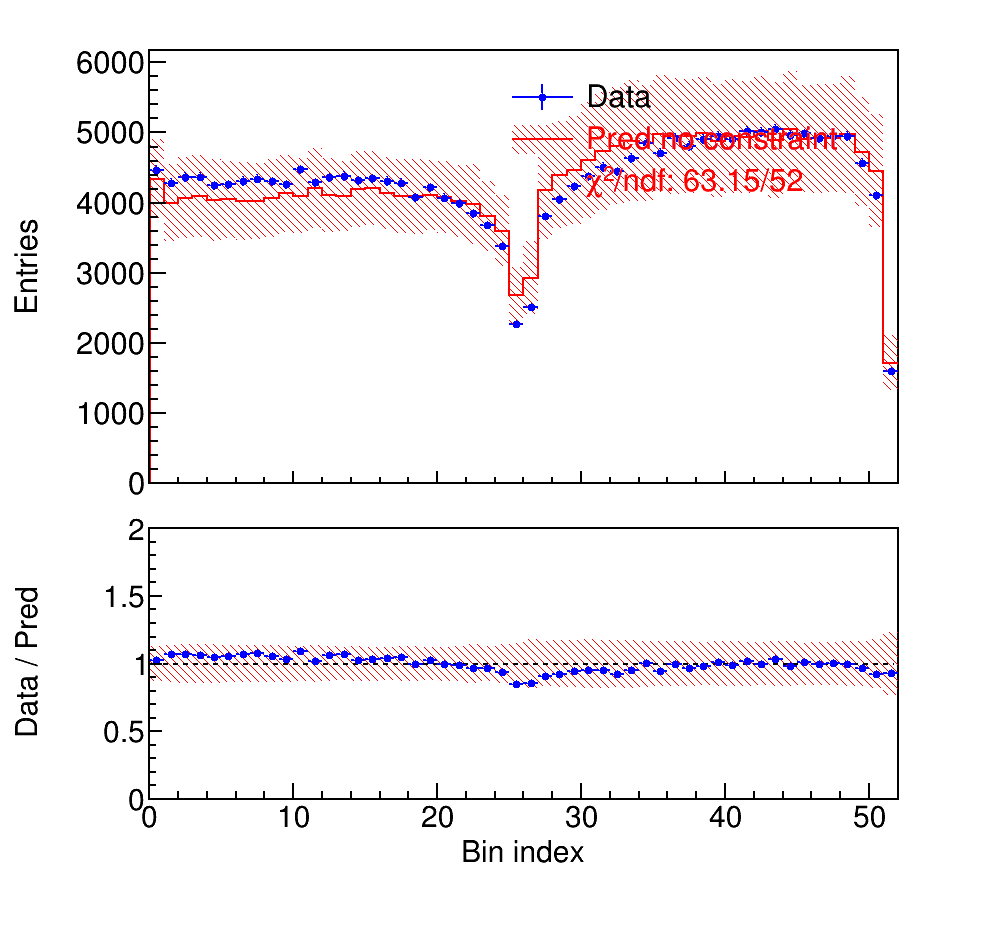 6000
5000
4000
3000
2000
1000
0
Entries
Data
Pred no constraint
χ²/ndf: 63.15/52
2
1.5
1
0.5
0
Data / Pred
0 10 20 30 40 50
Bin index